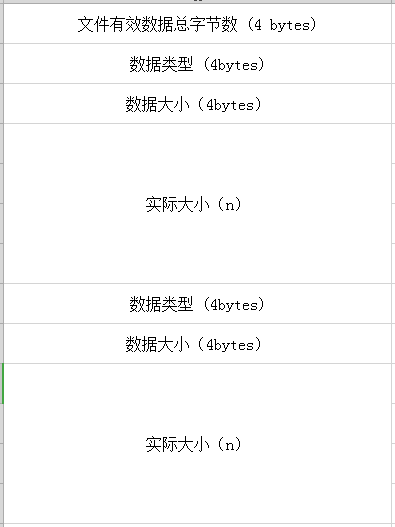 文件有效数据总字节数 (4 bytes)
数据类型 (4bytes)
数据大小（4bytes）
实际大小（n）
数据类型 (4bytes)
数据大小（4bytes）
实际大小（n）